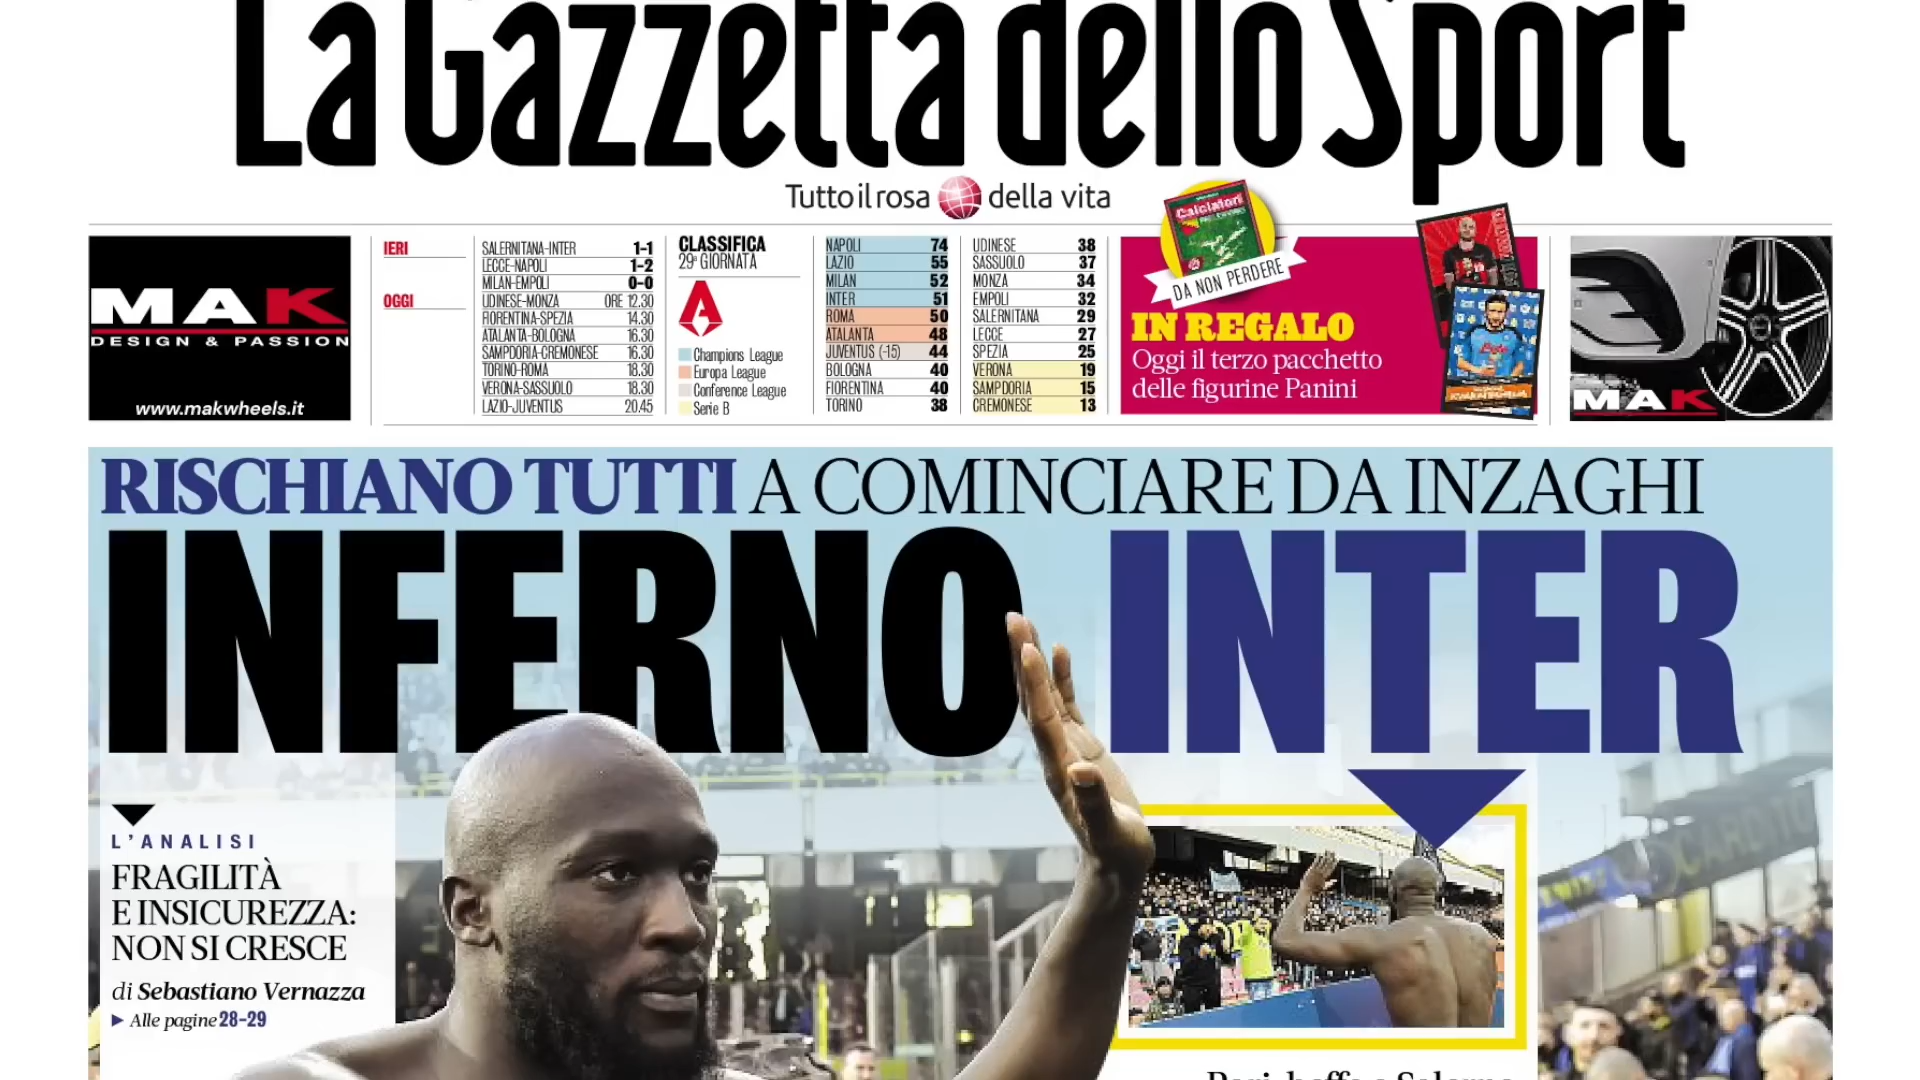 La Gazzetta dello Sport
Tutto il rosa della vita
MAK
DESIGN & PASSION
www.makwheels.it
IERI
SALERNITANA-INTER 1-1
LECCE-NAPOLI 1-2
MILAN-EMPOLI 0-0
OGGI
UDINESE-MONZA ORE 12.30
FIORENTINA-SPEZIA 14.30
ATALANTA-BOLOGNA 16.30
SAMPDORIA-CREMONESE 16.30
TORINO-ROMA 18.30
VERONA-SASSUOLO 18.30
LAZIO-JUVENTUS 20.45
CLASSIFICA
29ª GIORNATA
Champions League
Europa League
Conference League
Serie B
NAPOLI 74
LAZIO 55
MILAN 52
INTER 51
ROMA 50
ATALANTA 48
JUVENTUS (-15) 44
BOLOGNA 40
FIORENTINA 40
TORINO 38
UDINESE 38
SASSUOLO 37
MONZA 34
EMPOLI 32
SALERNITANA 29
LECCE 27
SPEZIA 25
VERONA 19
SAMPDORIA 15
CREMONESE 13
Calciatori
DA NON PERDERE
IN REGALO
Oggi il terzo pacchetto
delle figurine Panini
MAK
RISCHIANO TUTTI A COMINCIARE DA INZAGHI
INFERNO INTER
L'ANALISI
FRAGILITÀ
E INSICUREZZA:
NON SI CRESCE
di Sebastiano Vernazza
Alle pagine 28-29